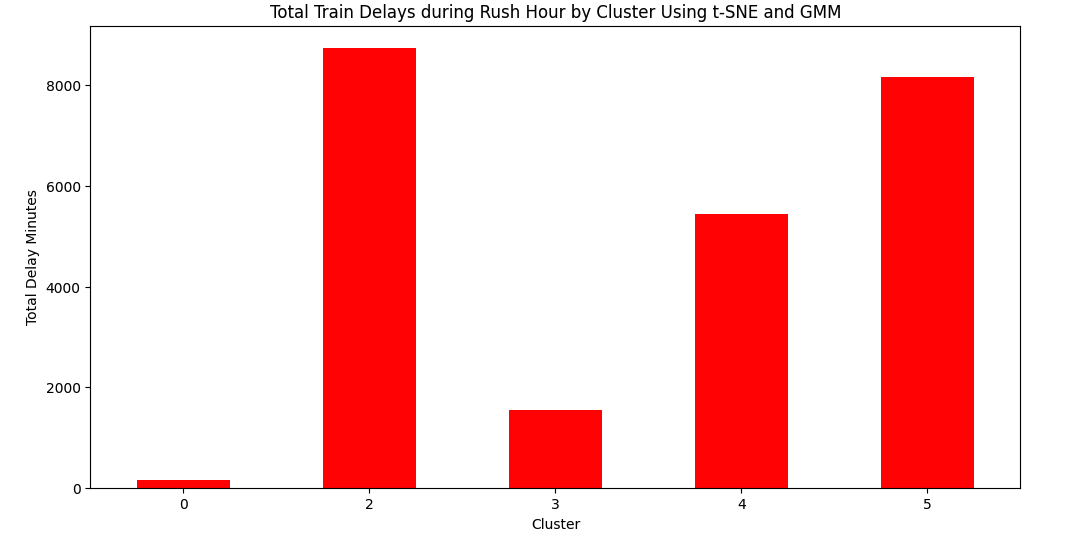 Total Train Delays during Rush Hour by Cluster Using t-SNE and GMM
Total Delay Minutes
8000
6000
4000
2000
0
0 2 3 4 5
Cluster